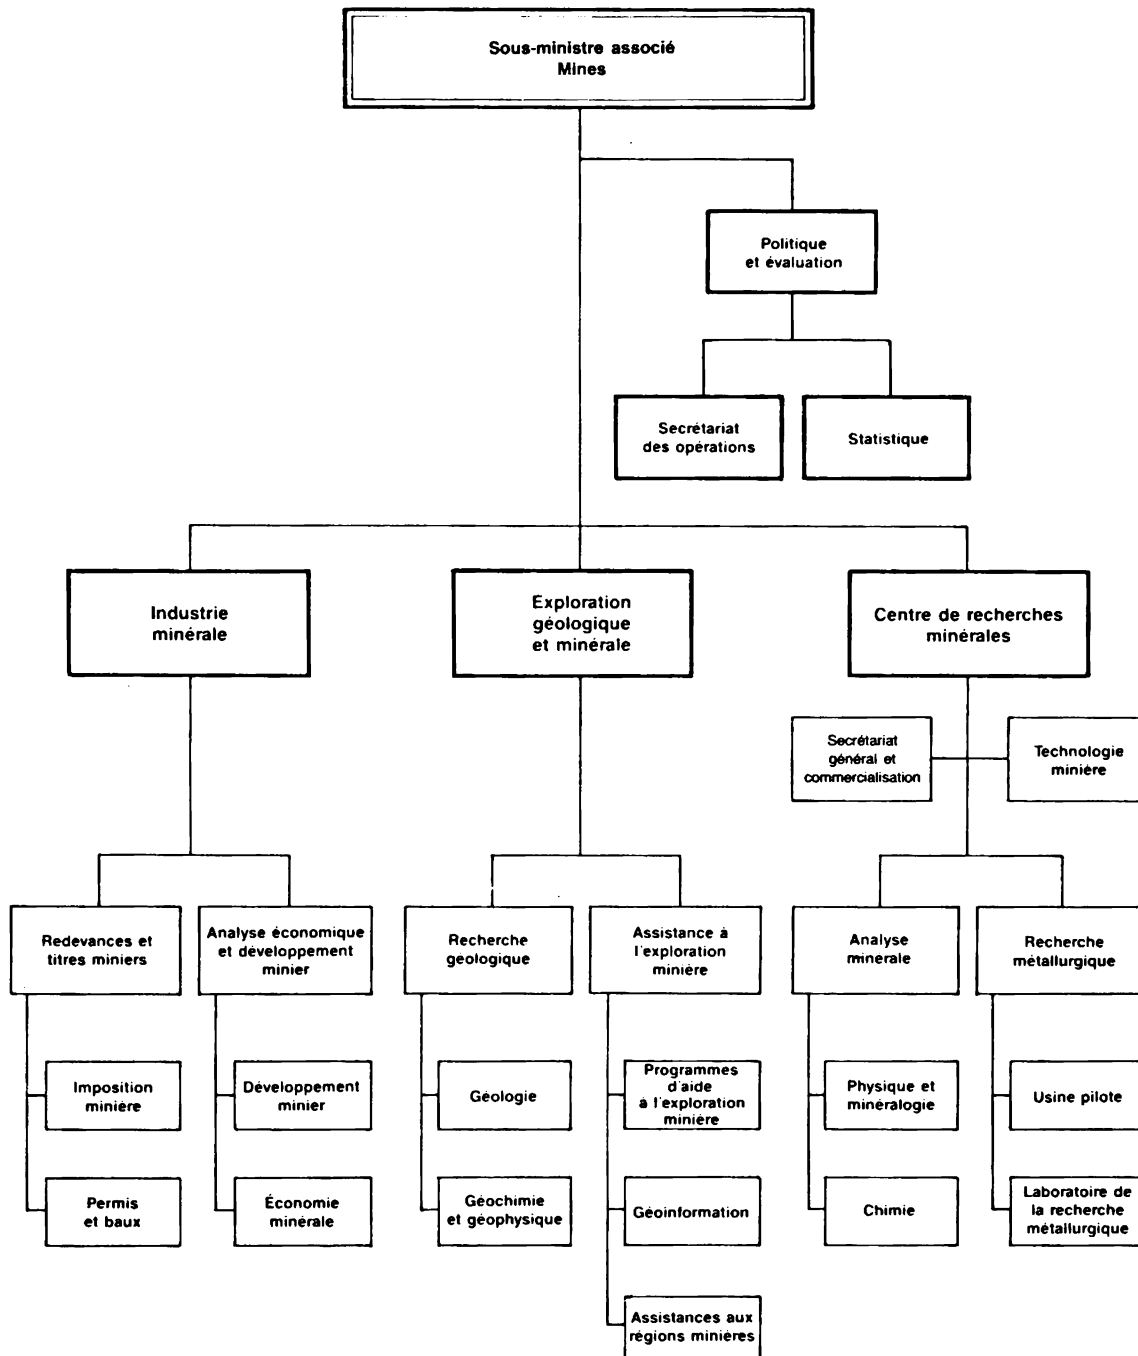 Sous-ministre associé
Mines
Politique
et évaluation
Secrétariat
des opérations
Statistique
Industrie
minérale
Exploration
géologique
et minérale
Centre de recherches
minérales
Secrétariat
général et
commercialisation
Technologie
minière
Redevances et
titres miniers
Analyse économique
et développement
minier
Recherche
géologique
Assistance à
l'exploration
minière
Analyse
minerale
Recherche
métallurgique
Imposition
minière
Développement
minier
Géologie
Programmes
d'aide
à l'exploration
minière
Physique et
minéralogie
Usine pilote
Permis
et baux
Économie
minérale
Géochimie
et géophysique
Géoinformation
Chimie
Laboratoire de
la recherche
métallurgique
Assistances aux
régions minières